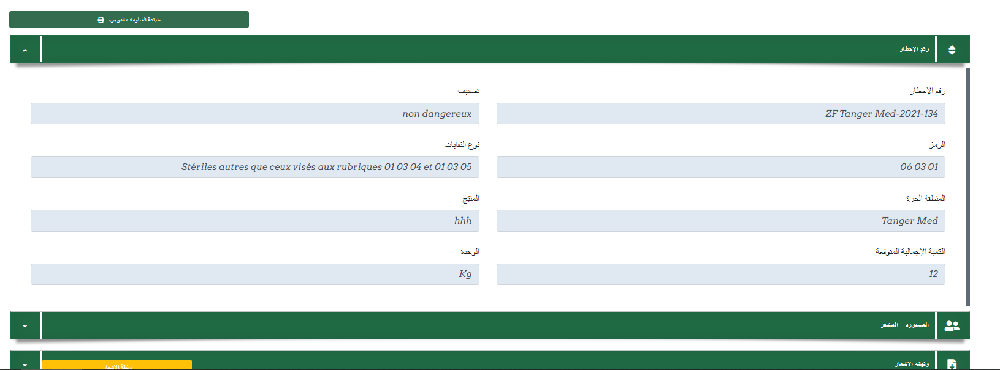 طباعة المعلومات الموجزة
رقم الإخطار
رقم الإخطار
ZF Tanger Med-2021-134
تصنيف
non dangereux
الرمز
06 03 01
نوع النفايات
Stériles autres que ceux visés aux rubriques 01 03 04 et 01 03 05
المنطقة الحرة
Tanger Med
المنتج
hhh
الكمية الإجمالية المتوقعة
12
الوحدة
Kg
المستورد - المشعر
وثيقة الاشعار
وثيقة الاشعار